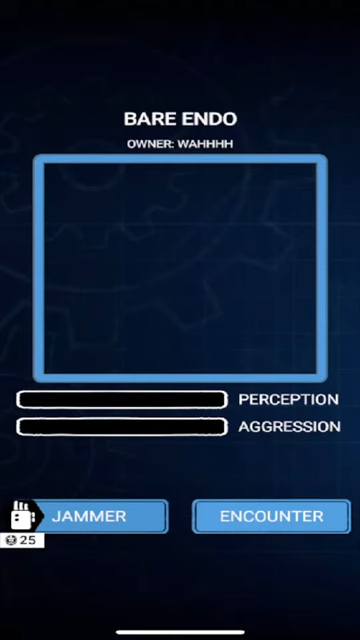 BARE ENDO
OWNER: WAHHHH
PERCEPTION
AGGRESSION
JAMMER
ENCOUNTER
25